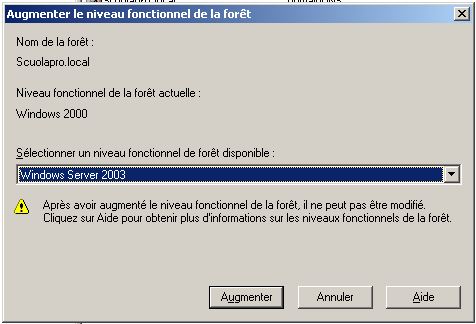 Augmenter le niveau fonctionnel de la forêt
Nom de la forêt :
Scuolapro.local
Niveau fonctionnel de la forêt actuelle :
Windows 2000
Sélectionner un niveau fonctionnel de forêt disponible :
Windows Server 2003
Après avoir augmenté le niveau fonctionnel de la forêt, il ne peut pas être modifié.
Cliquez sur Aide pour obtenir plus d'informations sur les niveaux fonctionnels de la forêt.
Augmenter
Annuler
Aide